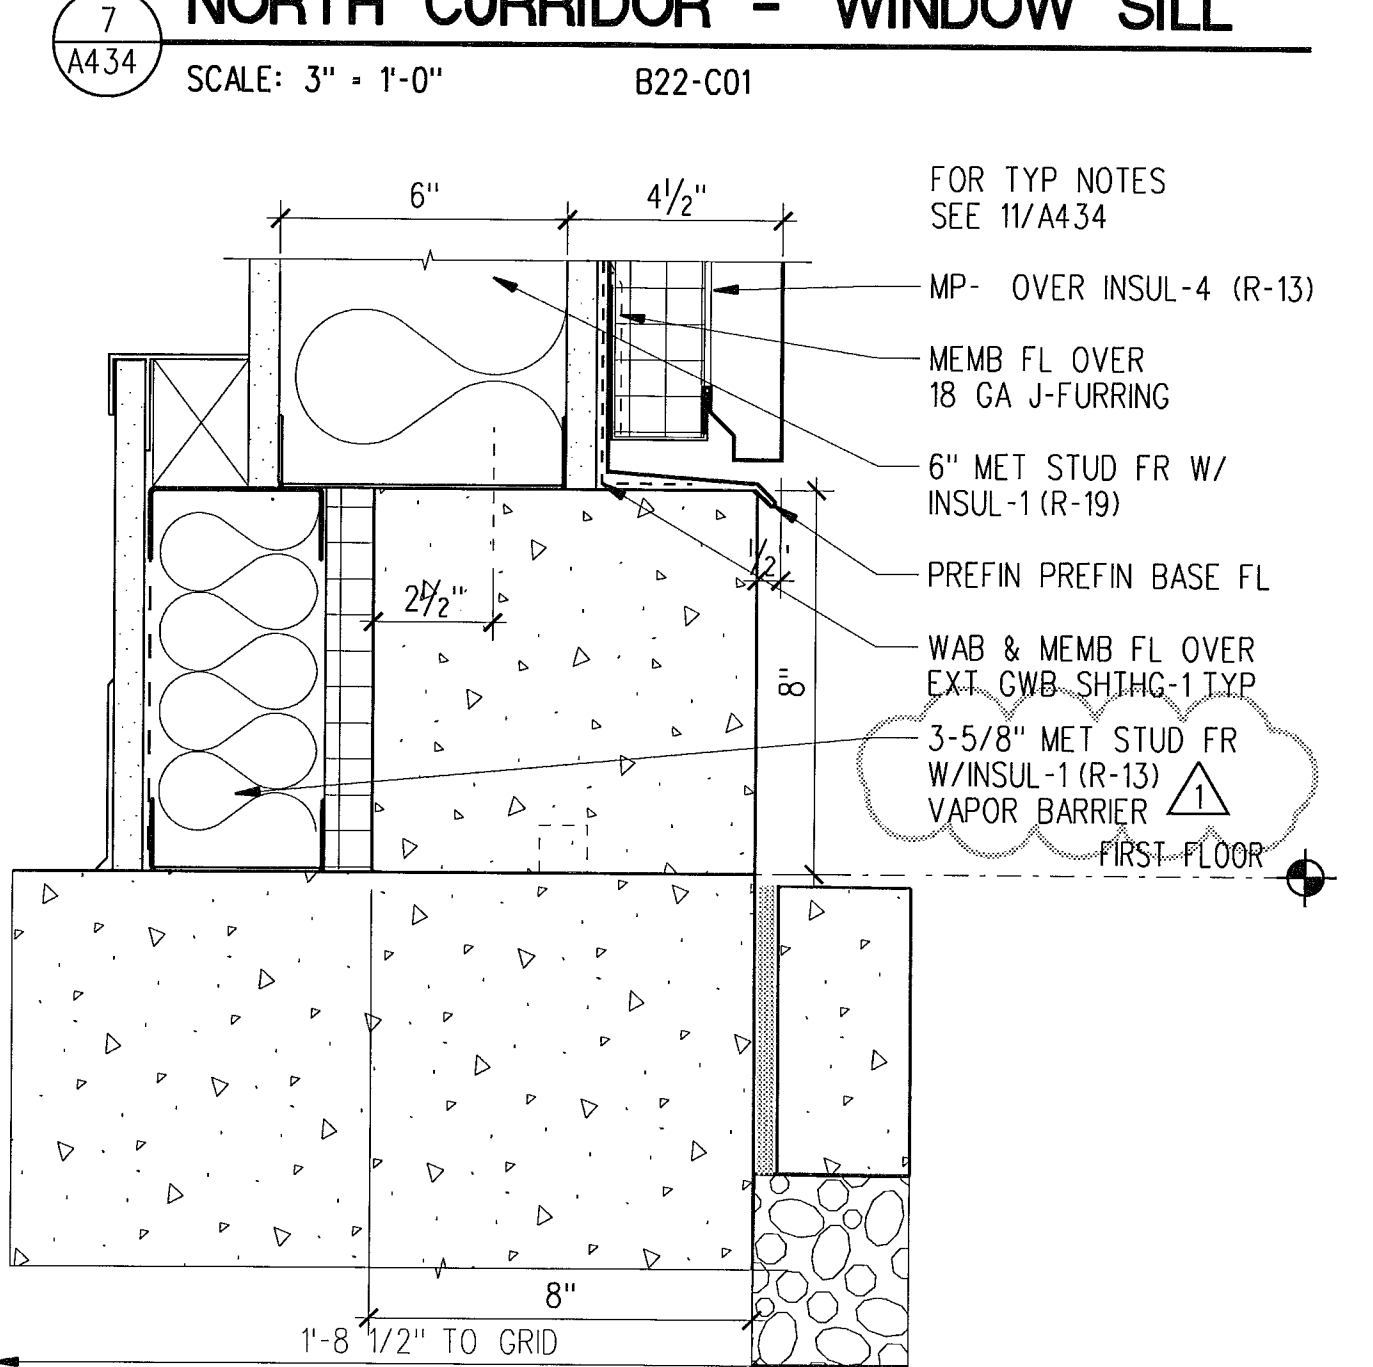 7
A434
NORTH CORRIDOR - WINDOW SILL
SCALE: 3" = 1'-0"
B22-C01
6"
4½"
FOR TYP NOTES
SEE 11/A434
MP- OVER INSUL-4 (R-13)
MEMB FL OVER
18 GA J-FURRING
6" MET STUD FR W/
INSUL-1 (R-19)
PREFIN PREFIN BASE FL
1/2"
2½"
WAB & MEMB FL OVER
EXT GWB SHTHG-1 TYP
8"
3-5/8" MET STUD FR
W/INSUL-1 (R-13)
VAPOR BARRIER
1
FIRST FLOOR
8"
1'-8 1/2" TO GRID